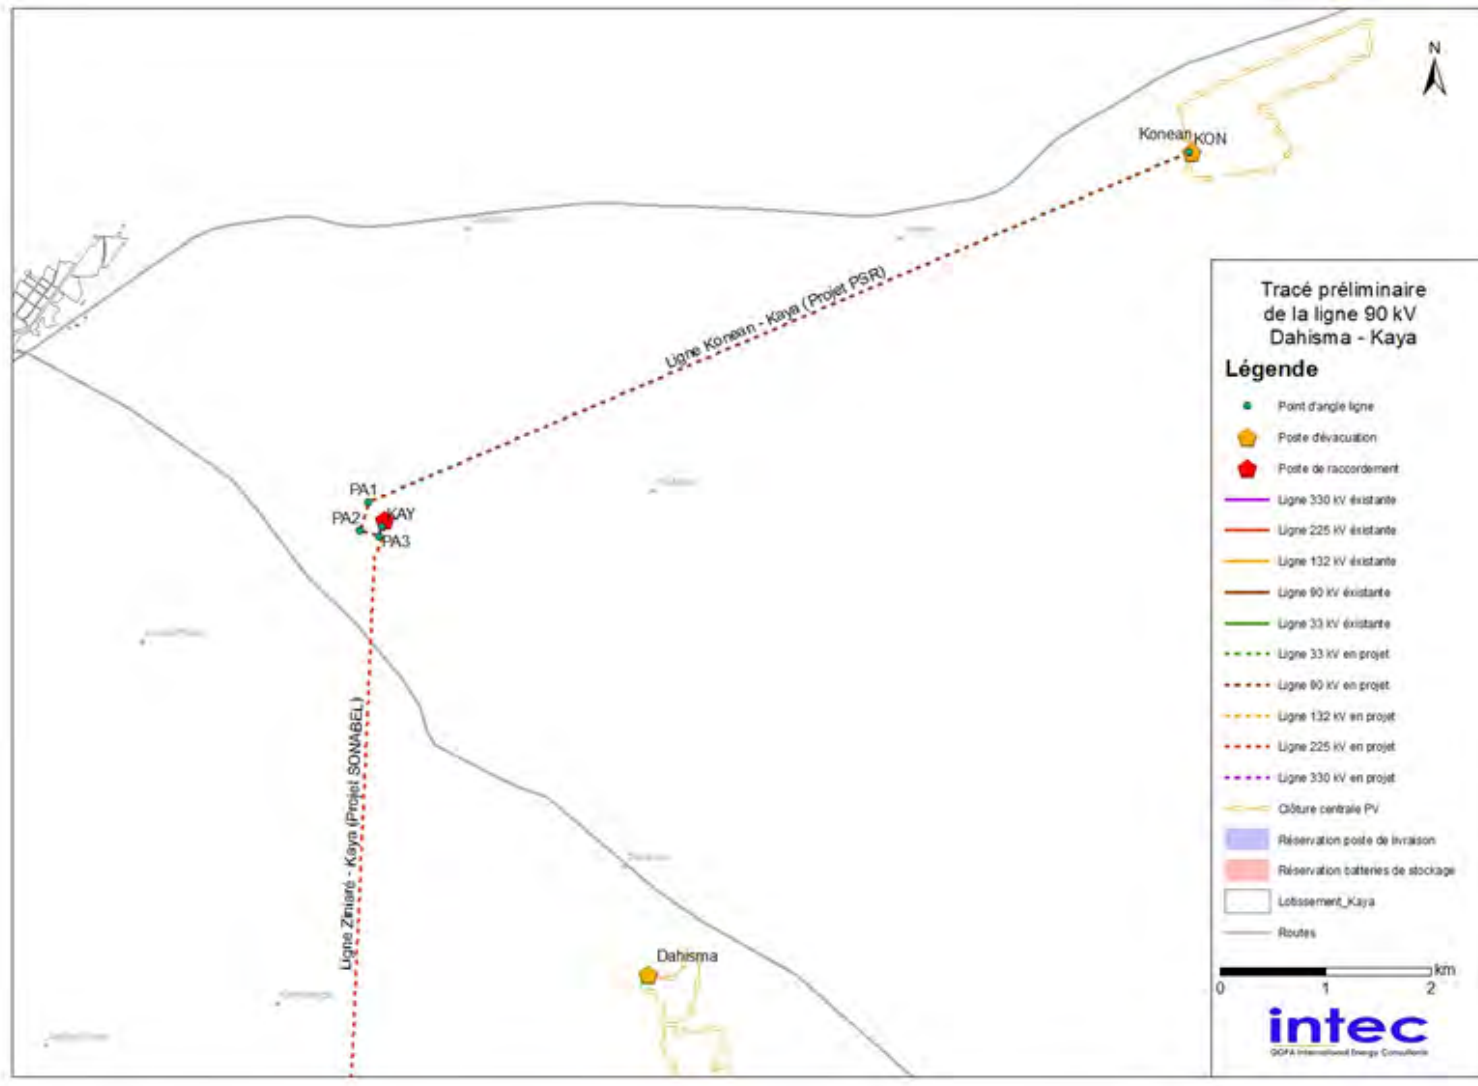 N
Konean
KON
Ligne Konean - Kaya (Projet PSR)
PA1
PA2
KAY
PA3
Ligne Ziniaré - Kaya (Projet SONABEL)
Dahisma
Tracé préliminaire
de la ligne 90 kV
Dahisma - Kaya
Légende
Point d'angle ligne
Poste d'évacuation
Poste de raccordement
Ligne 330 kV éxistante
Ligne 225 kV éxistante
Ligne 132 kV éxistante
Ligne 90 kV éxistante
Ligne 33 kV éxistante
Ligne 33 kV en projet
Ligne 90 kV en projet
Ligne 132 kV en projet
Ligne 225 kV en projet
Ligne 330 kV en projet
Clôture centrale PV
Réservation poste de livraison
Réservation batteries de stockage
Lotissement_Kaya
Routes
km
0 1 2
intec
GOPA International Energy Consultants